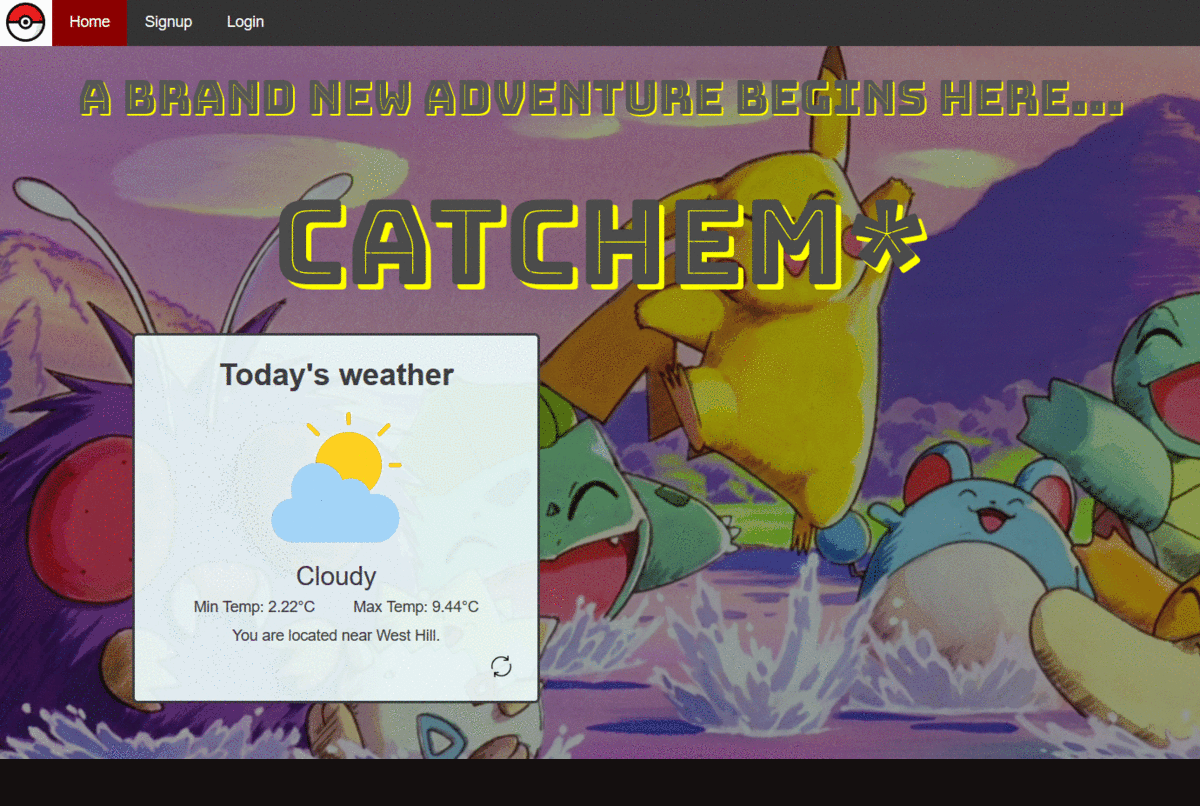 Home Signup Login
A BRAND NEW ADVENTURE BEGINS HERE...
CATCHEM*
Today's weather
Cloudy
Min Temp: 2.22°C Max Temp: 9.44°C
You are located near West Hill.